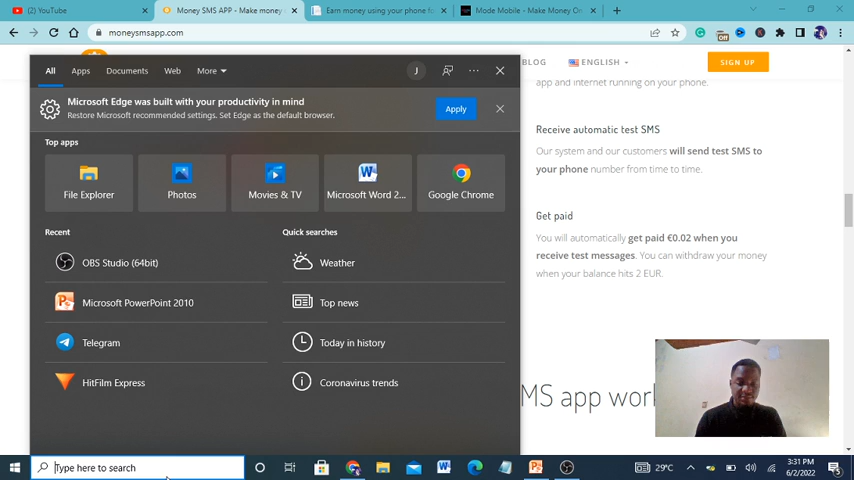 (2) YouTube
Money SMS APP - Make money
Earn money using your phone fo
Mode Mobile - Make Money On
moneysmsapp.com
Off
BLOG
ENGLISH
SIGN UP
All
Apps
Documents
Web
More
J
Microsoft Edge was built with your productivity in mind
Restore Microsoft recommended settings. Set Edge as the default browser.
Apply
Top apps
File Explorer
Photos
Movies & TV
Microsoft Word 2...
Google Chrome
Recent
Quick searches
OBS Studio (64bit)
Weather
Microsoft PowerPoint 2010
Top news
Telegram
Today in history
HitFilm Express
Coronavirus trends
app and internet running on your phone.
Receive automatic test SMS
Our system and our customers will send test SMS to
your phone number from time to time.
Get paid
You will automatically get paid €0.02 when you
receive test messages. You can withdraw your money
when your balance hits 2 EUR.
SMS app work
Type here to search
29°C
3:31 PM
6/2/2022
5